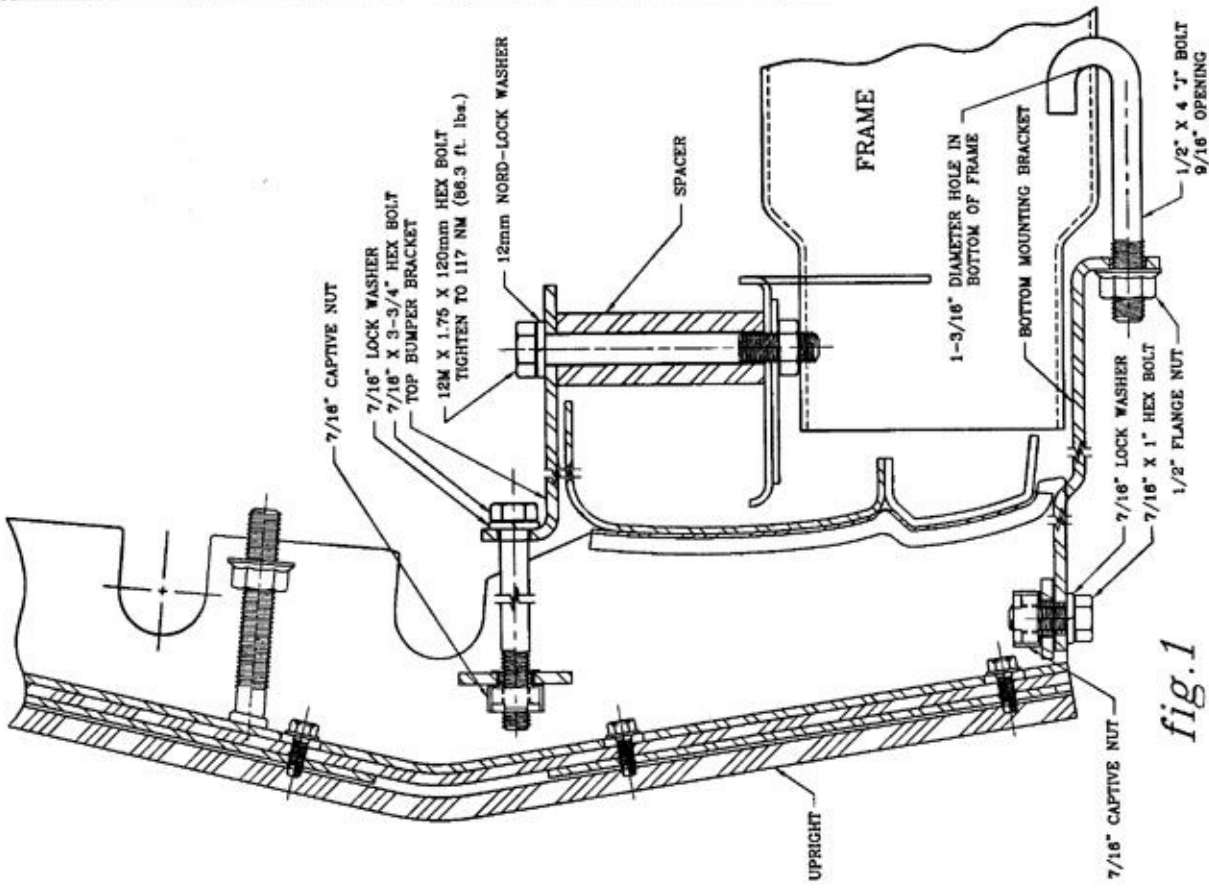 7/16" CAPTIVE NUT
7/16" LOCK WASHER
7/16" X 3-3/4" HEX BOLT
TOP BUMPER BRACKET
12M X 1.75 X 120mm HEX BOLT
TIGHTEN TO 117 NM (86.3 ft. lbs.)
12mm NORD-LOCK WASHER
SPACER
FRAME
1-3/16" DIAMETER HOLE IN
BOTTOM OF FRAME
BOTTOM MOUNTING BRACKET
1/2" X 4 "J" BOLT
9/16" OPENING
7/16" LOCK WASHER
7/16" X 1" HEX BOLT
1/2" FLANGE NUT
UPRIGHT
7/16" CAPTIVE NUT
fig.1